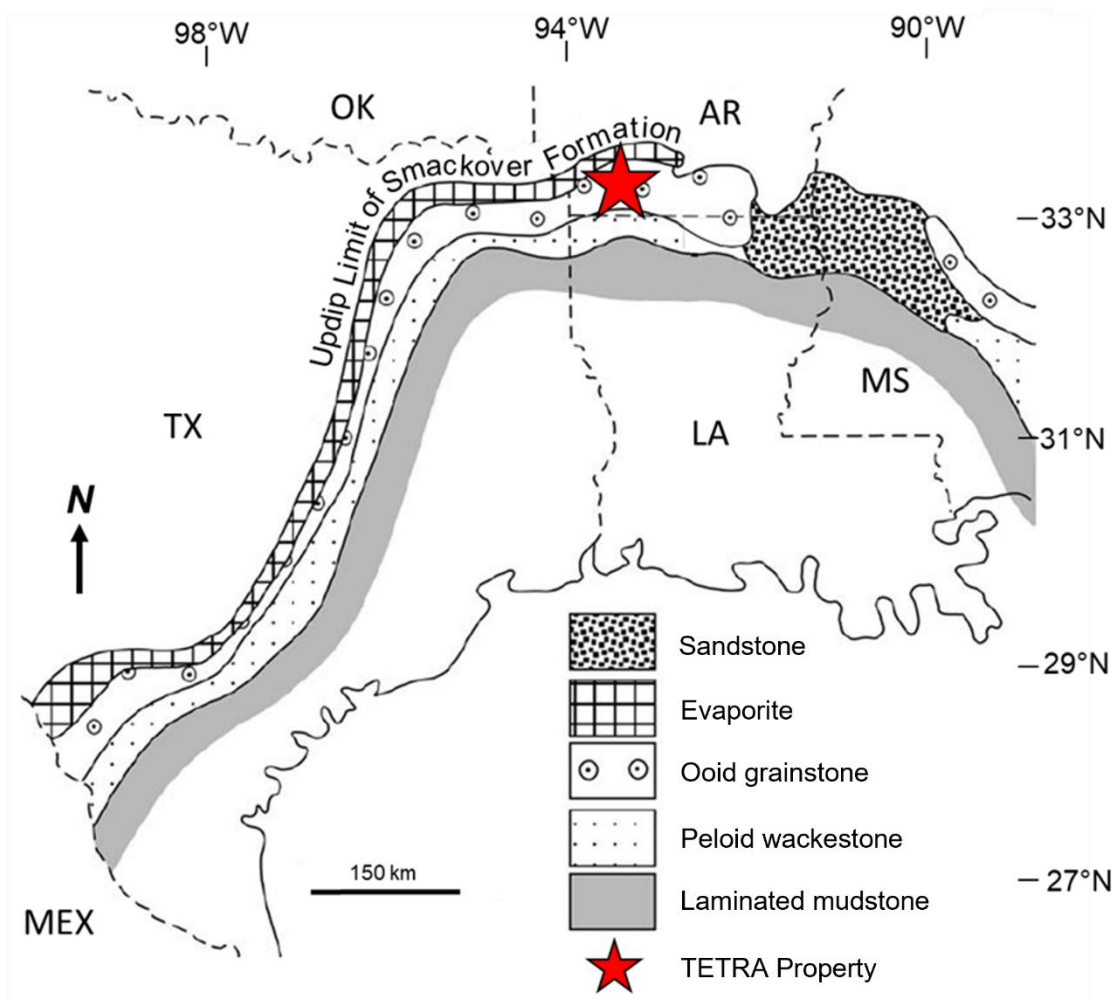 98°W
94°W
90°W
OK
AR
Updip Limit of Smackover Formation
33°N
TX
MS
LA
31°N
N
Sandstone
29°N
Evaporite
Ooid grainstone
Peloid wackestone
150 km
Laminated mudstone
27°N
MEX
TETRA Property